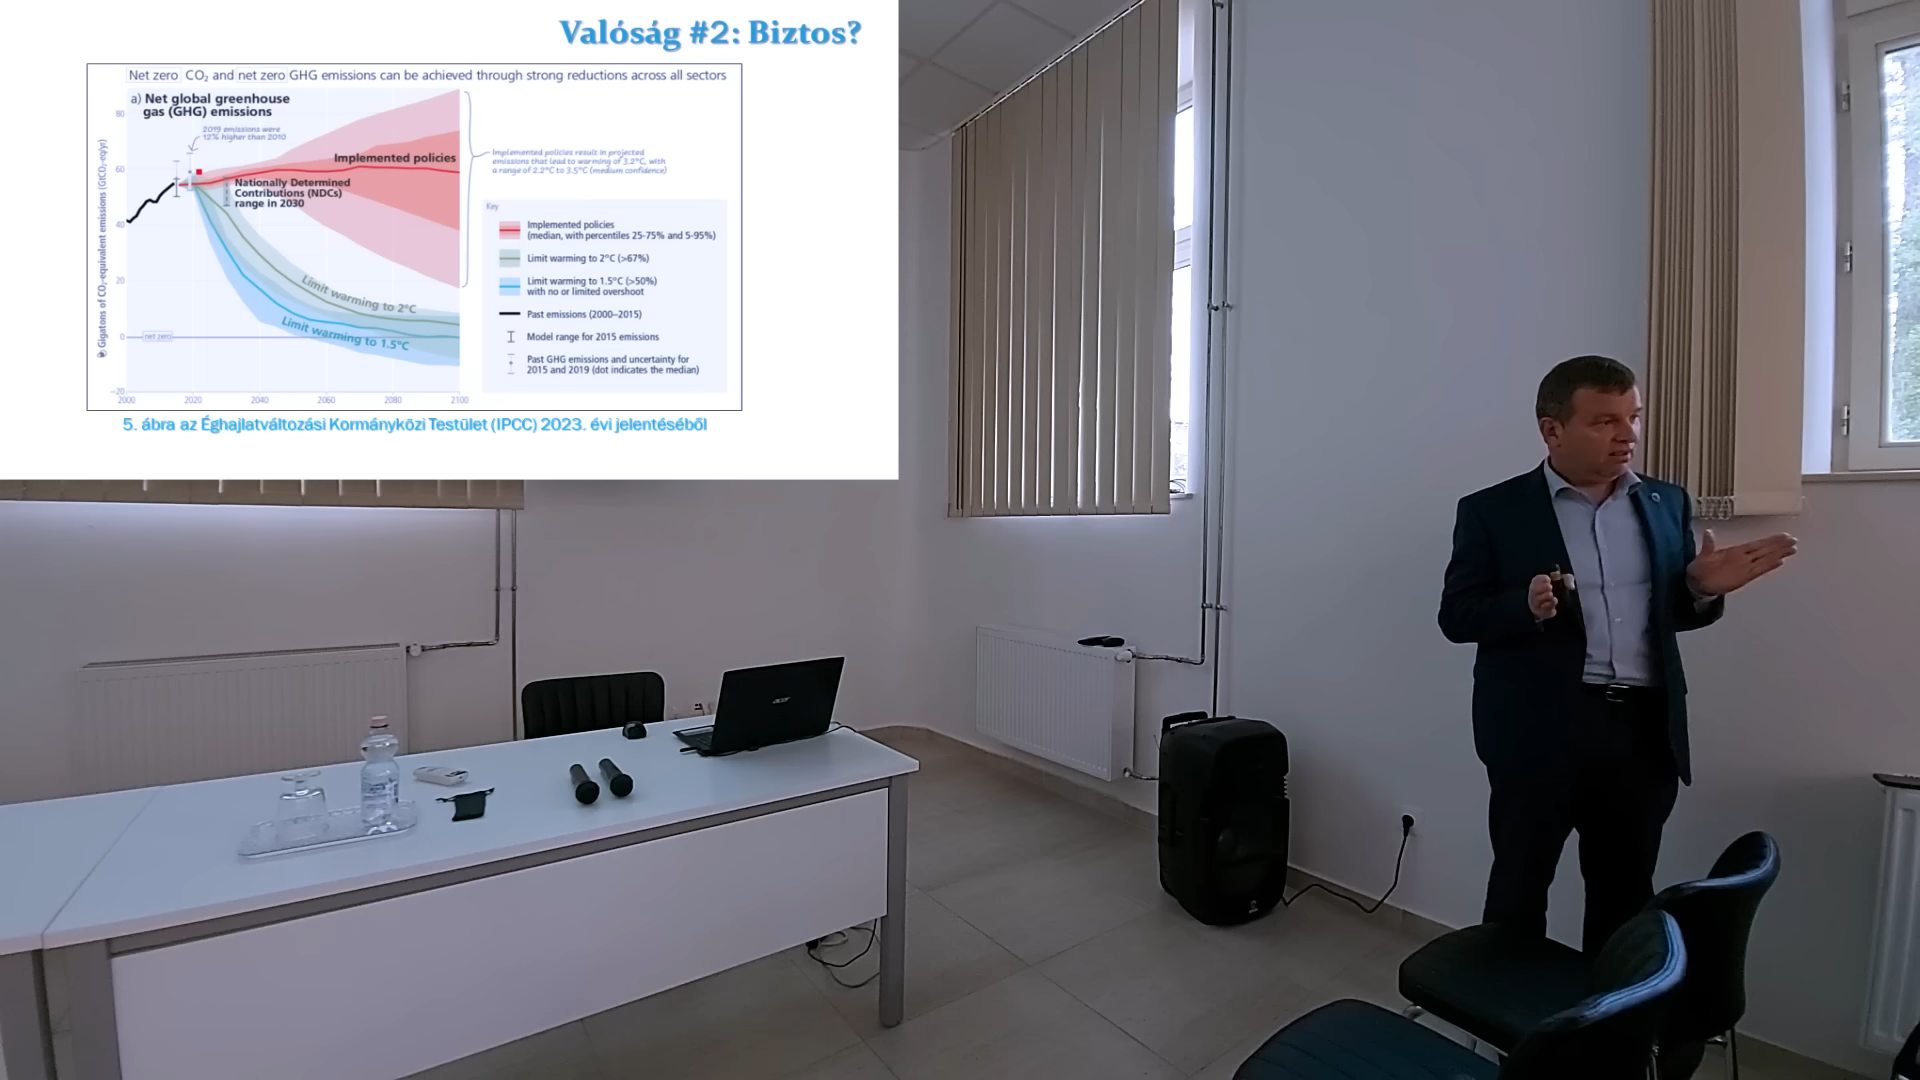 Valóság #2: Biztos?
Net zero CO₂ and net zero GHG emissions can be achieved through strong reductions across all sectors
a) Net global greenhouse
gas (GHG) emissions
2019 emissions were
12% higher than 2010
Gigatons of CO₂-equivalent emissions (GtCO₂-eq/yr)
80
60
40
20
0
-20
net zero
2000
2020
2040
2060
2080
2100
Implemented policies
Nationally Determined
Contributions (NDCs)
range in 2030
Limit warming to 2°C
Limit warming to 1.5°C
Implemented policies result in projected
emissions that lead to warming of 3.2°C, with
a range of 2.2°C to 3.5°C (medium confidence)
Key
Implemented policies
(median, with percentiles 25-75% and 5-95%)
Limit warming to 2°C (>67%)
Limit warming to 1.5°C (>50%)
with no or limited overshoot
Past emissions (2000–2015)
Model range for 2015 emissions
Past GHG emissions and uncertainty for
2015 and 2019 (dot indicates the median)
5. ábra az Éghajlatváltozási Kormányközi Testület (IPCC) 2023. évi jelentéséből
acer